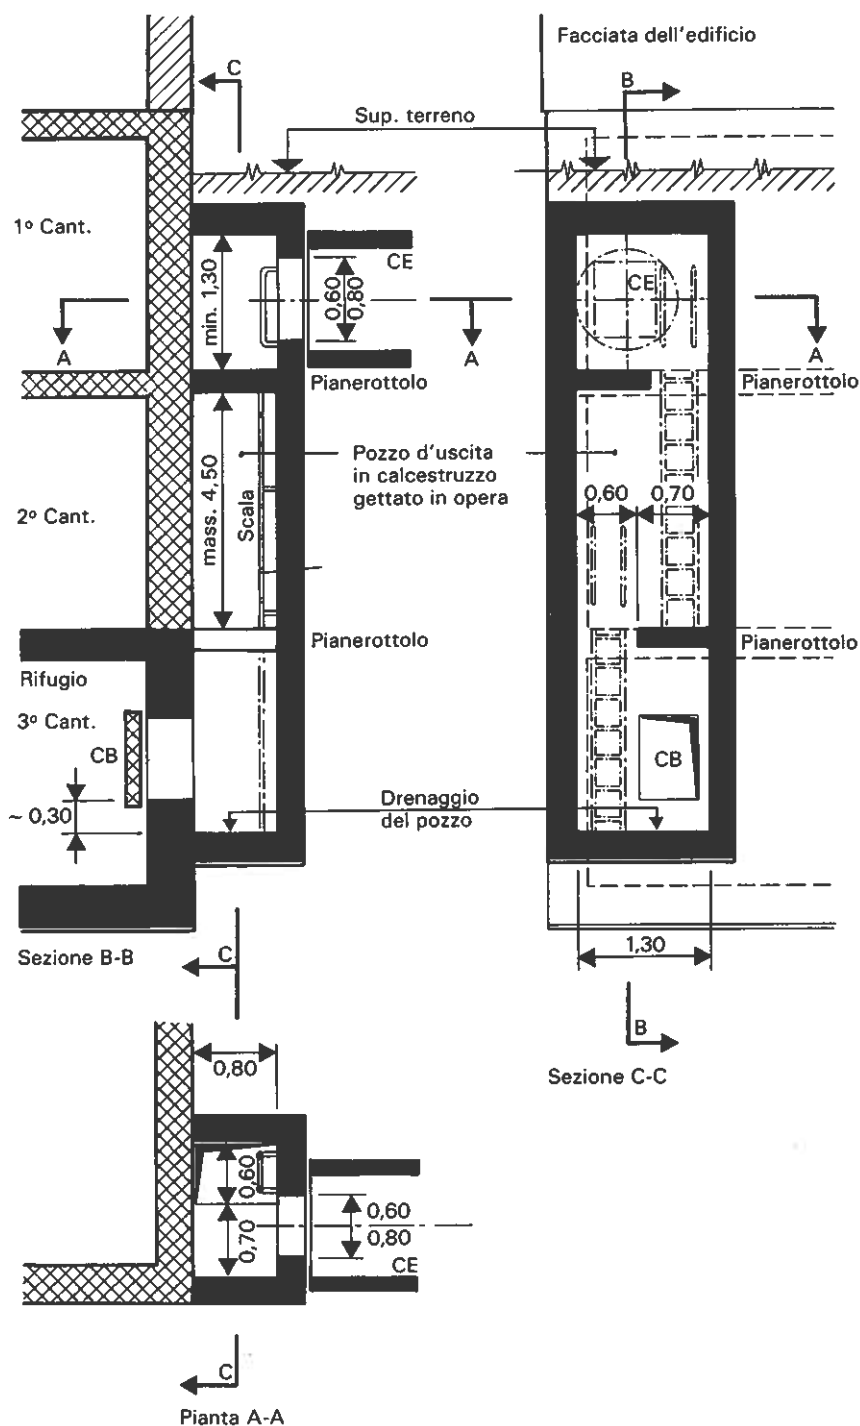 Facciata dell'edificio
C
B
Sup. terreno
1º Cant.
min. 1,30
CE
0,60
0,80
CE
A
A
A
Pianerottolo
Pianerottolo
mass. 4,50
Scala
Pozzo d'uscita
in calcestruzzo
gettato in opera
0,60
0,70
2º Cant.
Pianerottolo
Pianerottolo
Rifugio
3º Cant.
CB
CB
~ 0,30
Drenaggio
del pozzo
Sezione B-B
C
1,30
B
Sezione C-C
0,80
0,60
0,70
0,60
0,80
CE
C
Pianta A-A